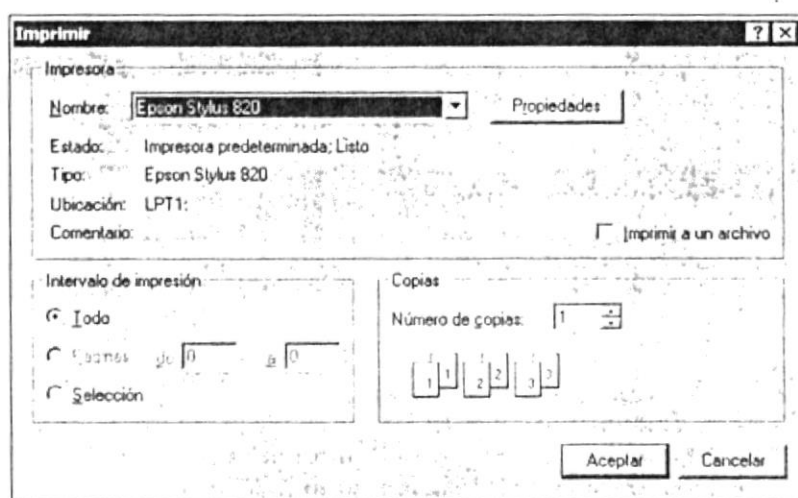 Imprimir
Impresora
Nombre: Epson Stylus 820 Propiedades
Estado: Impresora predeterminada; Listo
Tipo: Epson Stylus 820
Ubicación: LPT1:
Comentario: Imprimir a un archivo
Intervalo de impresión
Todo
de 0 a 0
Selección
Copias
Número de copias: 1
1 1 2 2 3 3
Aceptar Cancelar